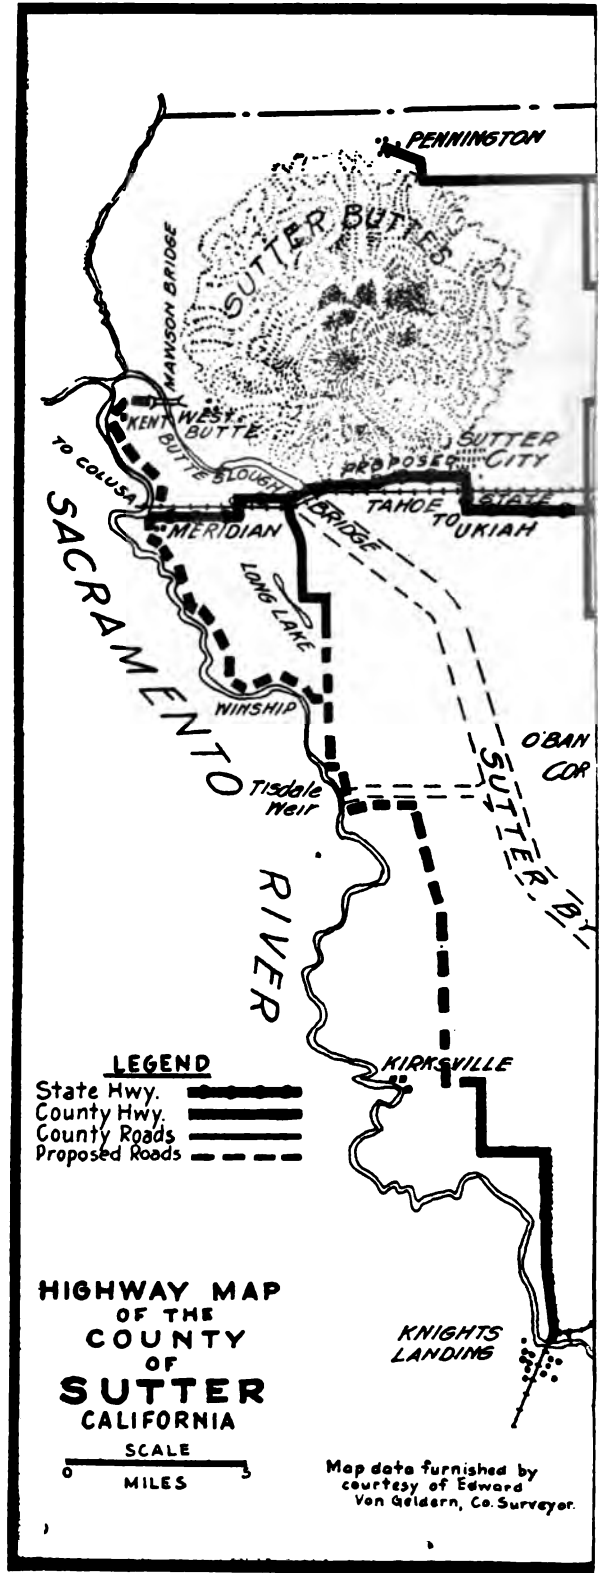 PENNINGTON
SUTTER BUTTES
MAWSON BRIDGE
KENT
WEST
BUTTE
BUTTE SLOUGH
TO COLUSA
SUTTER
CITY
PROPOSED
STATE
TAHOE
TO
UKIAH
BRIDGE
MERIDIAN
LONG LAKE
SACRAMENTO
WINSHIP
O'BAN
COR
Tisdale
Weir
SUTTER BY
RIVER
KIRKSVILLE
LEGEND
State Hwy.
County Hwy.
County Roads
Proposed Roads
HIGHWAY MAP
OF THE
COUNTY
OF
SUTTER
CALIFORNIA
SCALE
0 5
MILES
KNIGHTS
LANDING
Map data furnished by
courtesy of Edward
Von Geldern, Co. Surveyor.